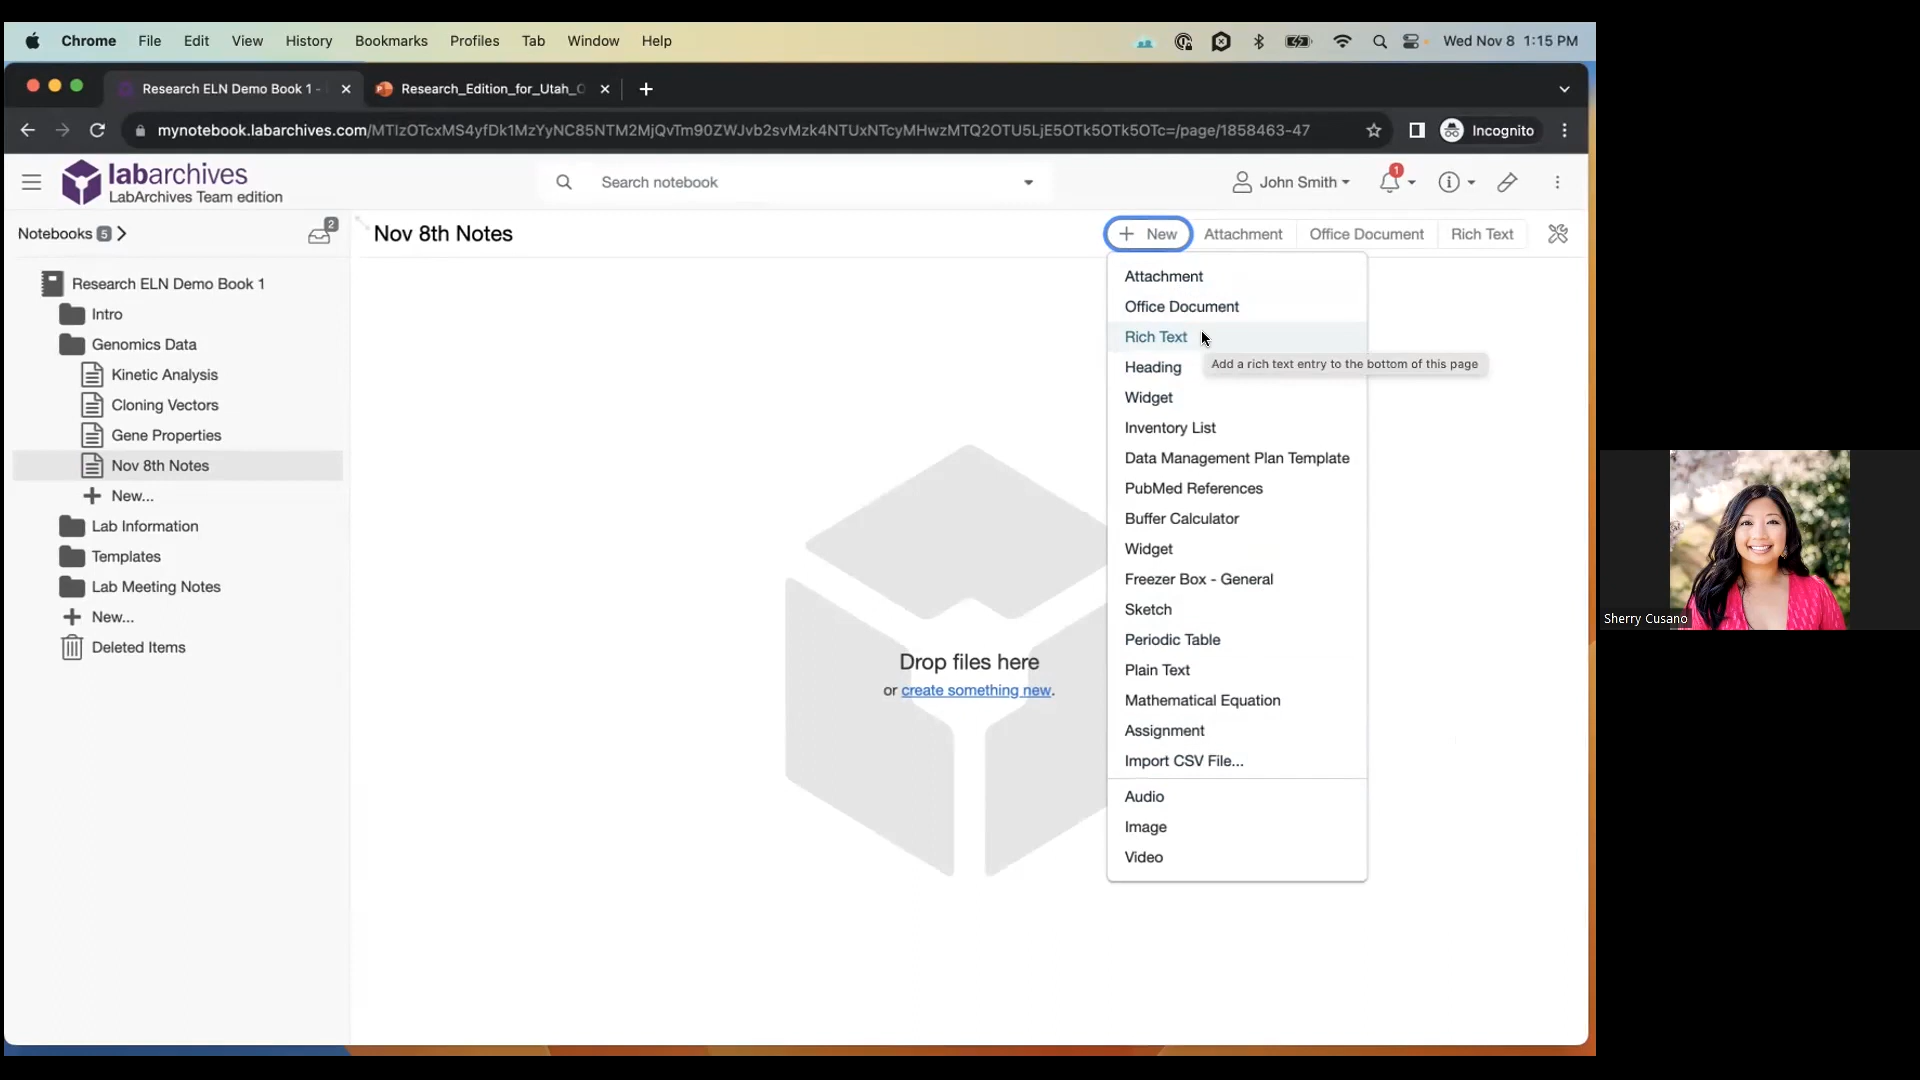 Chrome File Edit View History Bookmarks Profiles Tab Window Help Wed Nov 8 1:15 PM
Research ELN Demo Book 1 - Research_Edition_for_Utah_
mynotebook.labarchives.com/MTIzOTcxMS4yfDk1MzYyNC85NTM2MjQvTm90ZWJvb2svMzk4NTUxNTcyMHwzMTQ2OTU5LjE5OTk5OTk5OTc=/page/1858463-47 Incognito
labarchives
LabArchives Team edition
Search notebook
John Smith
1
Notebooks 5
2
Nov 8th Notes
New Attachment Office Document Rich Text
Research ELN Demo Book 1
Intro
Genomics Data
Kinetic Analysis
Cloning Vectors
Gene Properties
Nov 8th Notes
New...
Lab Information
Templates
Lab Meeting Notes
New...
Deleted Items
Attachment
Office Document
Rich Text
Add a rich text entry to the bottom of this page
Heading
Widget
Inventory List
Data Management Plan Template
PubMed References
Buffer Calculator
Widget
Freezer Box - General
Sketch
Periodic Table
Plain Text
Mathematical Equation
Assignment
Import CSV File...
Audio
Image
Video
Drop files here
or create something new.
Sherry Cusano